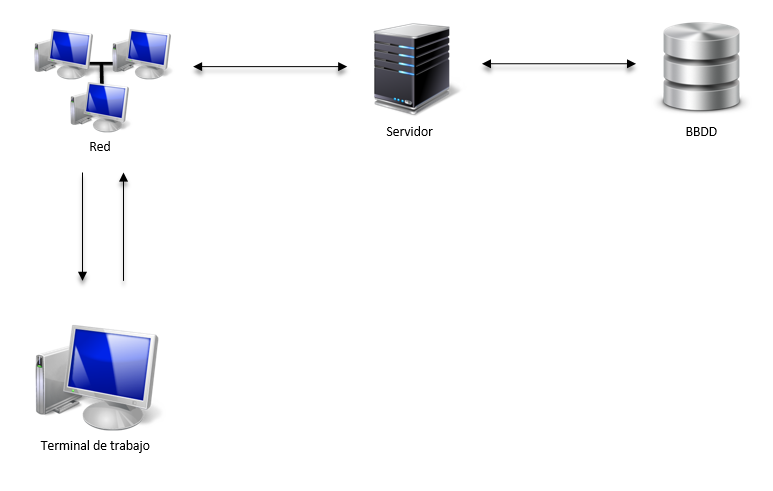 Red
Servidor
BBDD
Terminal de trabajo